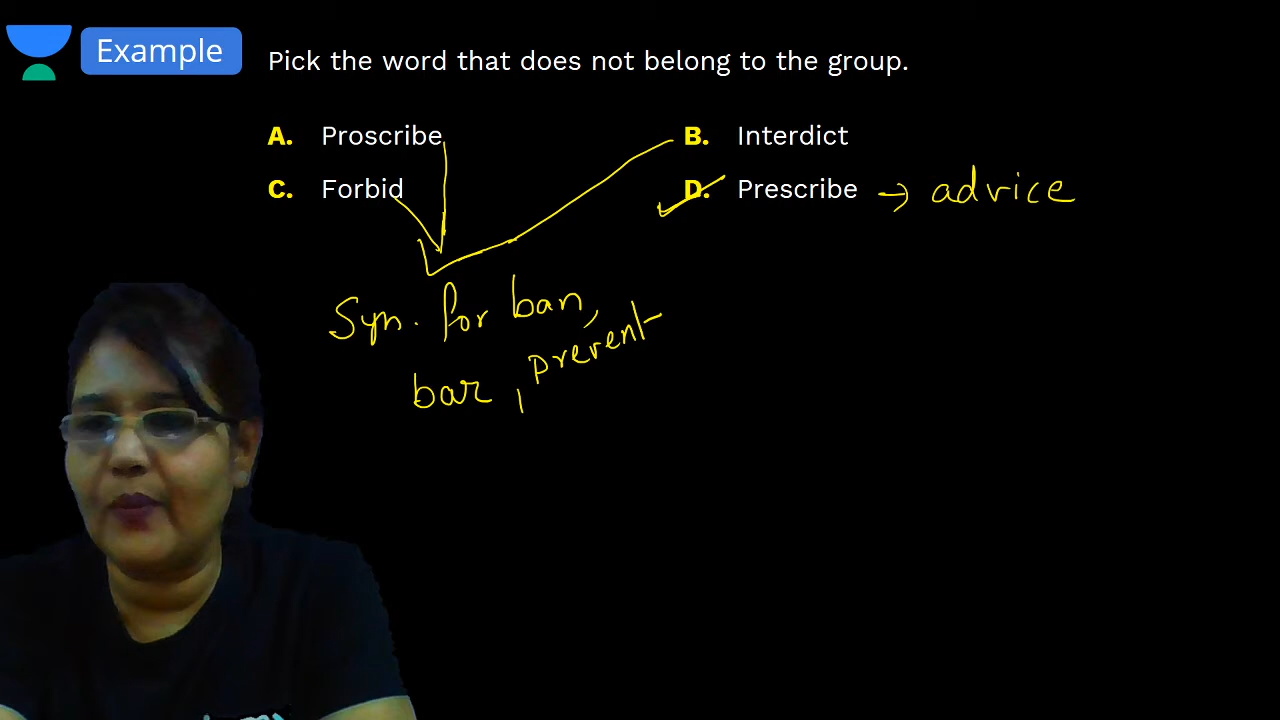 Example
Pick the word that does not belong to the group.
A. Proscribe
B. Interdict
C. Forbid
D. Prescribe → advice
Syn. for ban,
bar, prevent